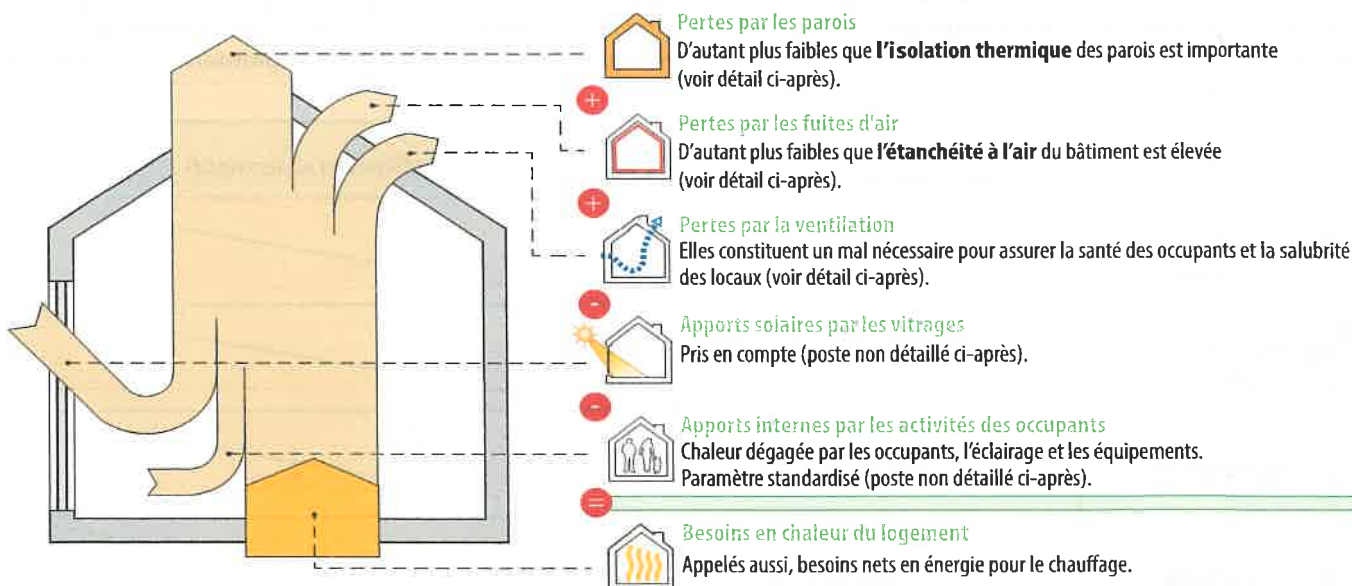 Pertes par les parois
D'autant plus faibles que l'isolation thermique des parois est importante
(voir détail ci-après).
+
Pertes par les fuites d'air
D'autant plus faibles que l'étanchéité à l'air du bâtiment est élevée
(voir détail ci-après).
+
Pertes par la ventilation
Elles constituent un mal nécessaire pour assurer la santé des occupants et la salubrité
des locaux (voir détail ci-après).
-
Apports solaires par les vitrages
Pris en compte (poste non détaillé ci-après).
-
Apports internes par les activités des occupants
Chaleur dégagée par les occupants, l'éclairage et les équipements.
Paramètre standardisé (poste non détaillé ci-après).
=
Besoins en chaleur du logement
Appelés aussi, besoins nets en énergie pour le chauffage.